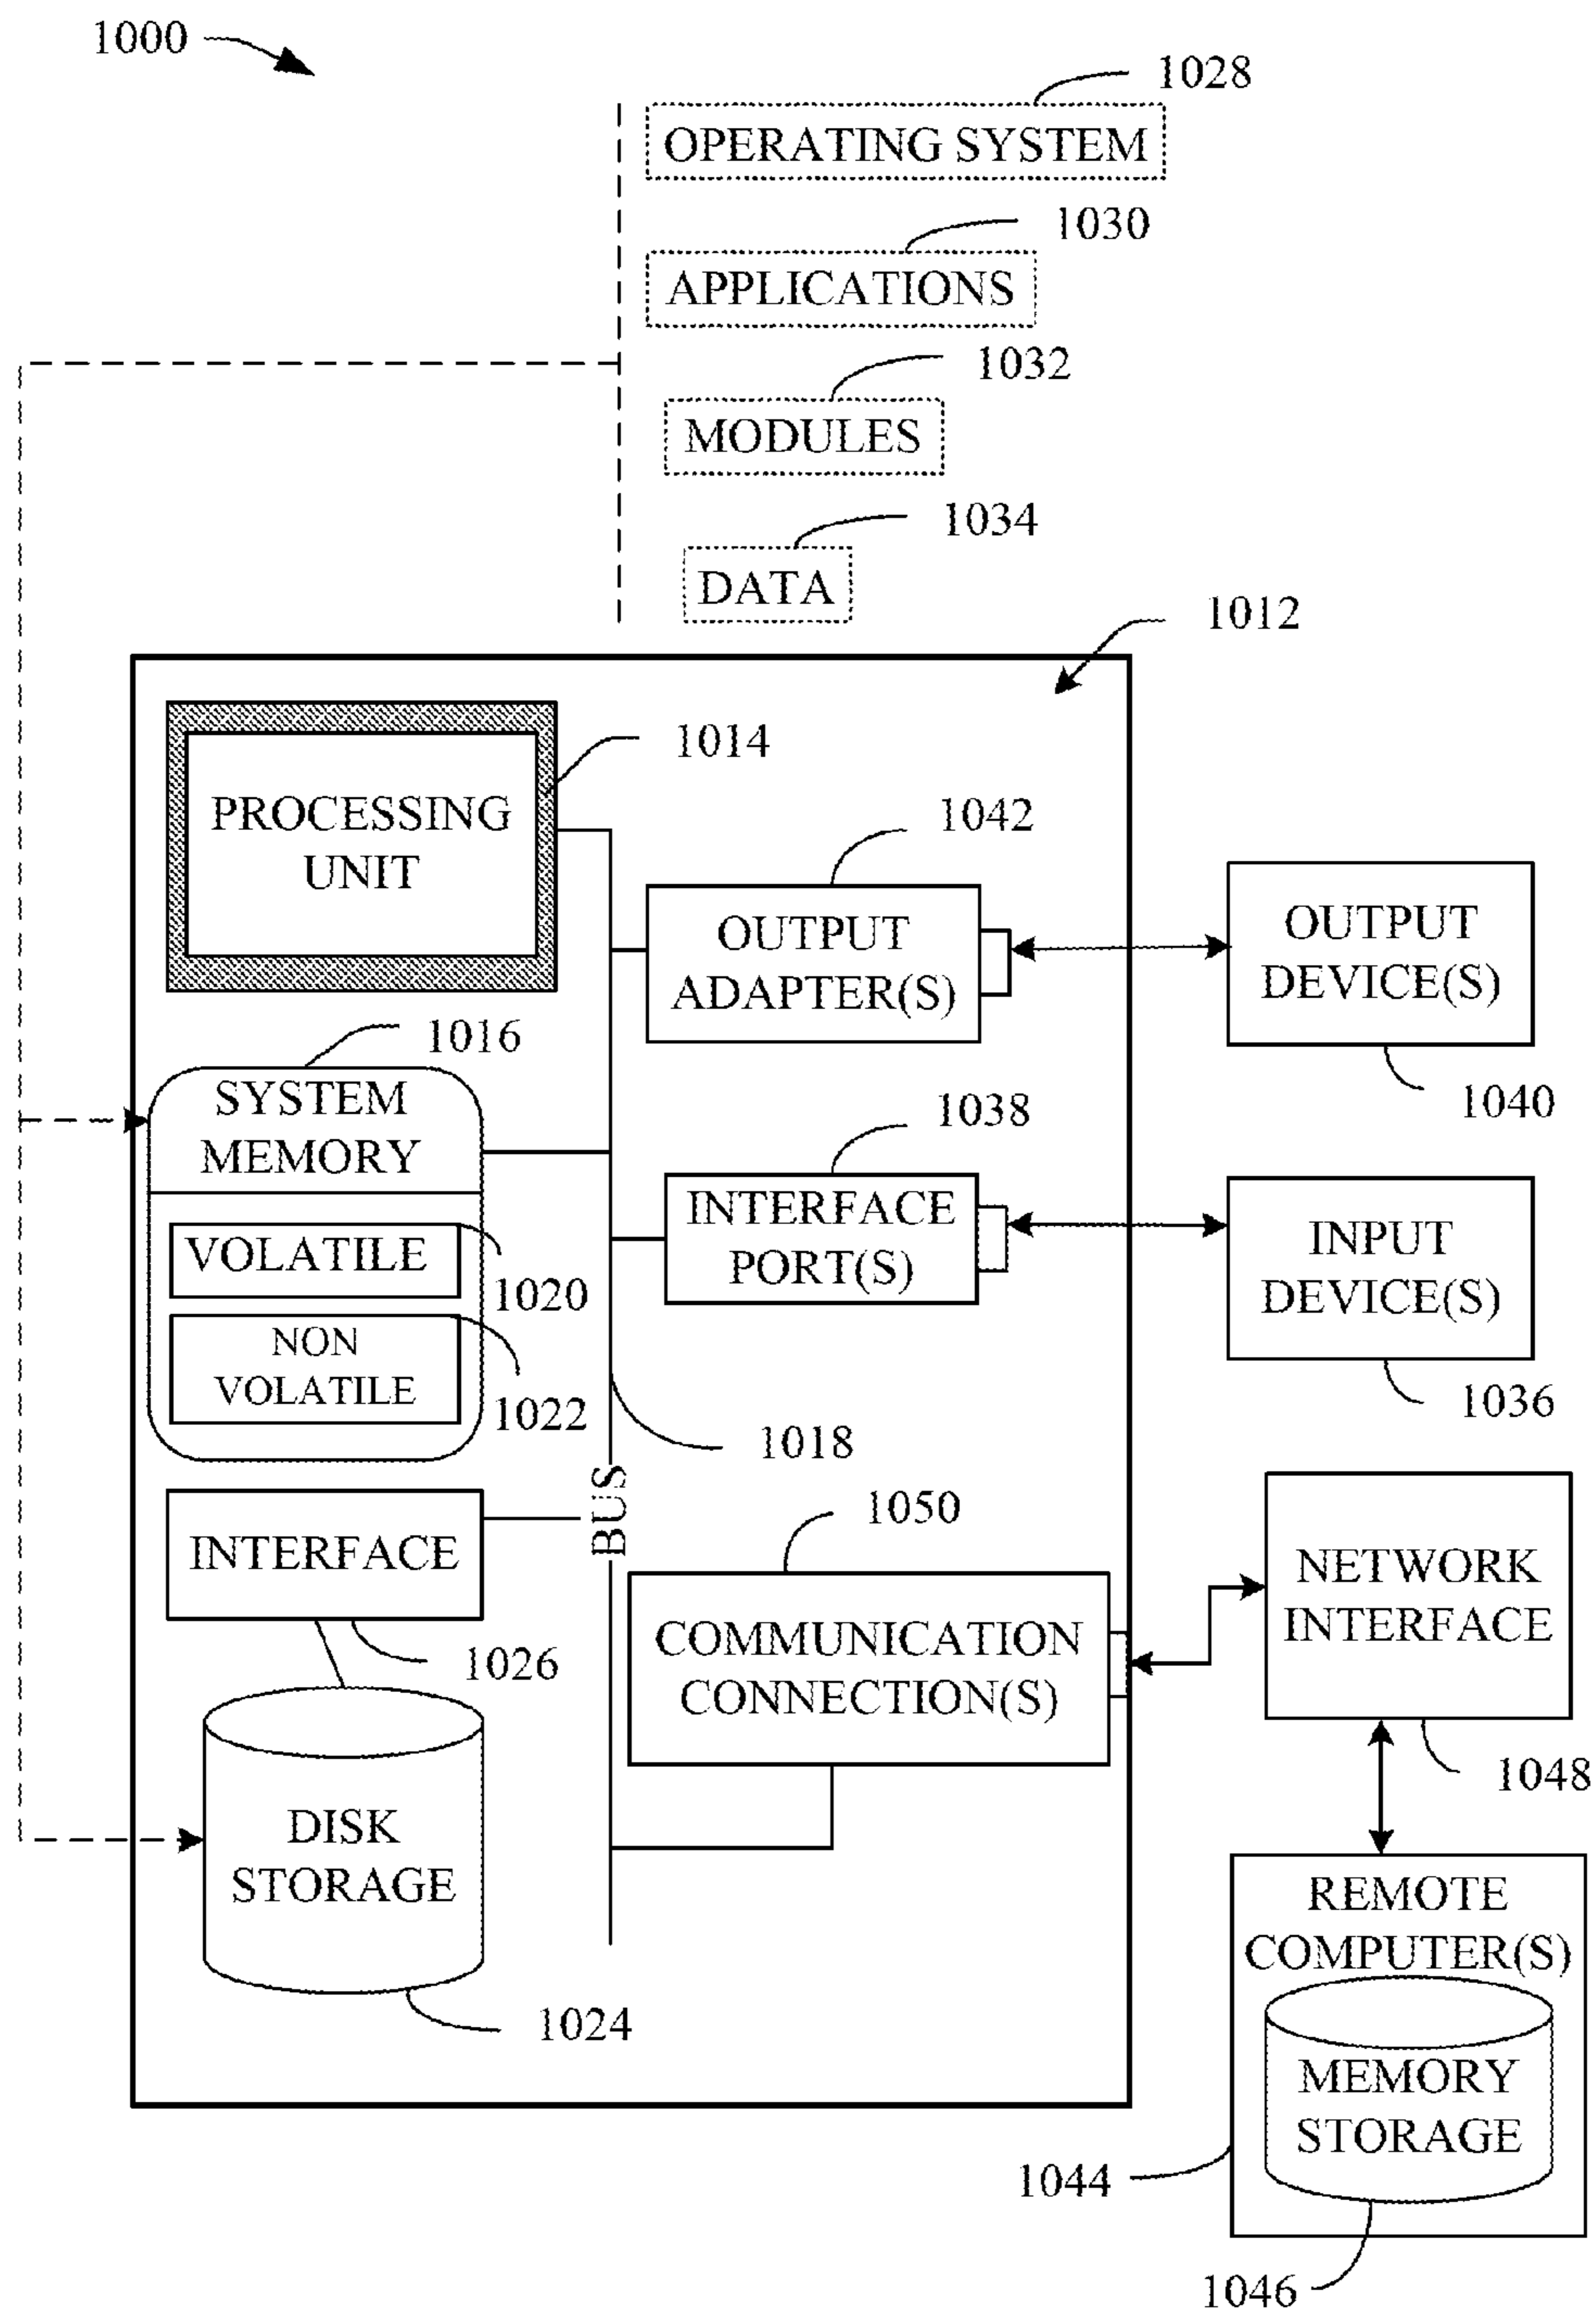 1000
1028
OPERATING SYSTEM
1030
APPLICATIONS
1032
MODULES
1034
DATA
1012
1014
PROCESSING
UNIT
1042
OUTPUT
ADAPTER(S)
OUTPUT
DEVICE(S)
1040
1016
SYSTEM
MEMORY
VOLATILE
1020
NON
VOLATILE
1022
1038
INTERFACE
PORT(S)
INPUT
DEVICE(S)
1036
1018
BUS
INTERFACE
1026
1050
COMMUNICATION
CONNECTION(S)
NETWORK
INTERFACE
1048
DISK
STORAGE
1024
REMOTE
COMPUTER(S)
MEMORY
STORAGE
1044
1046